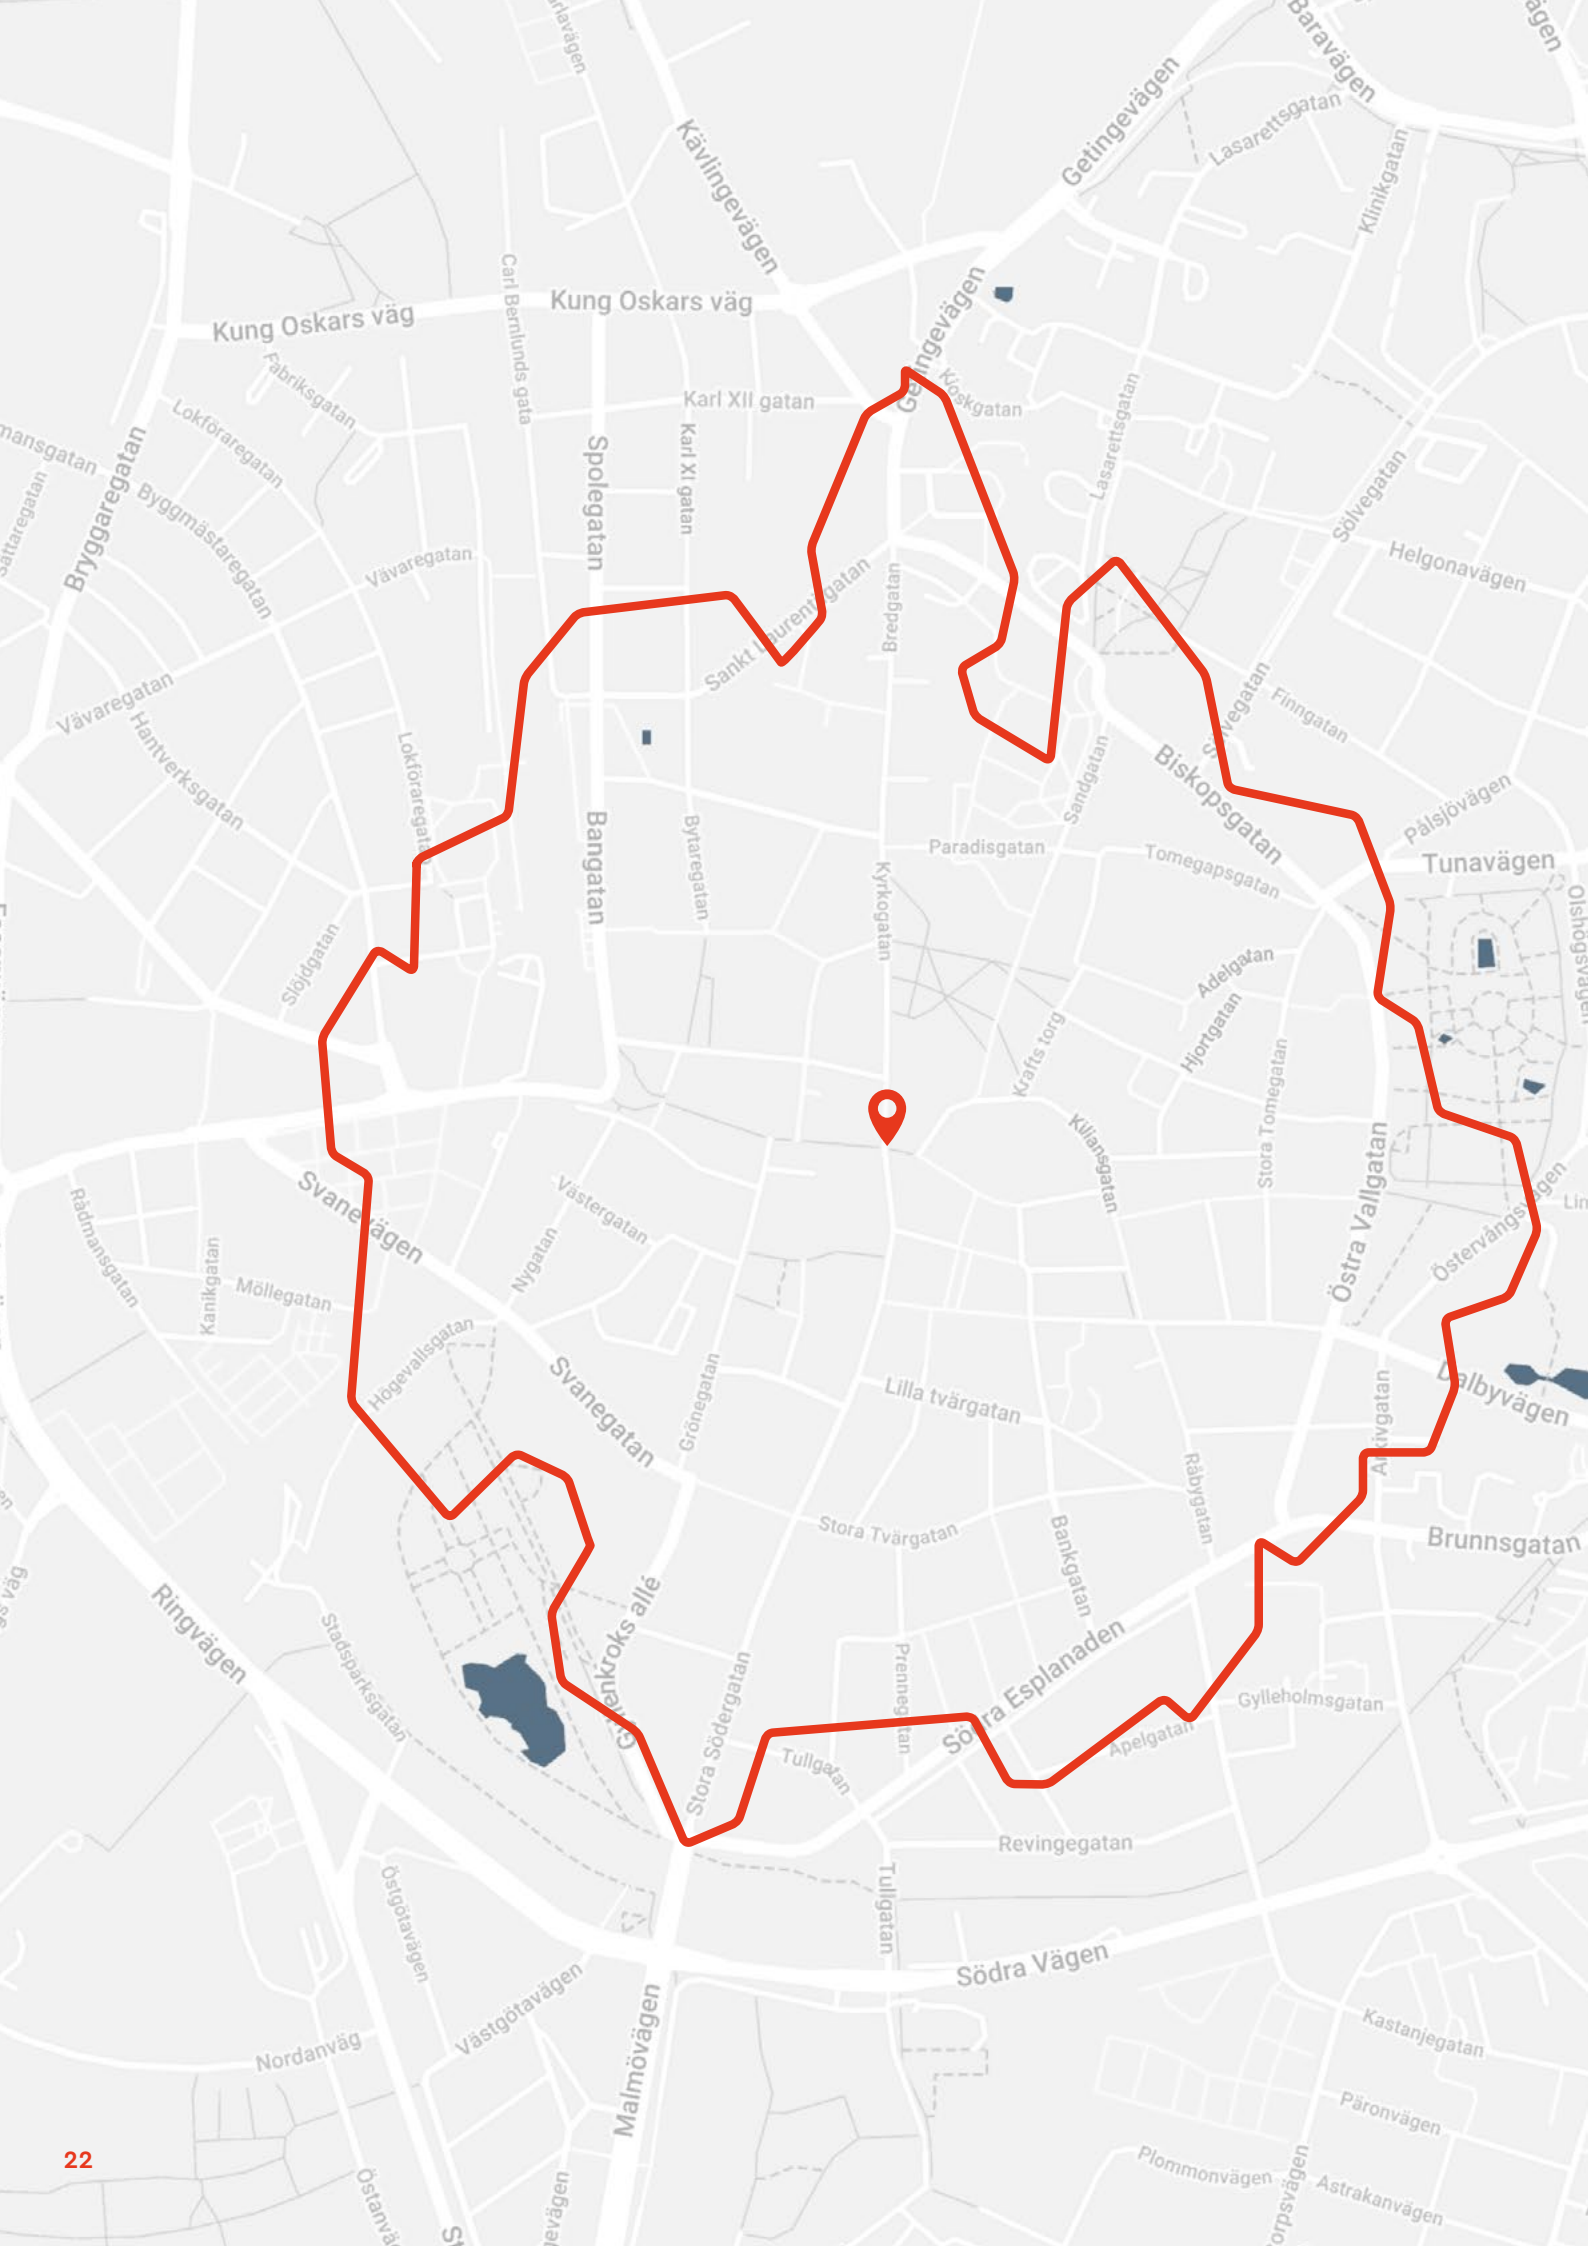 Baravägen
Getingevägen
Lasarettsgatan
Klinikgatan
Kävlingevägen
Carl Bernlunds gata
Kung Oskars väg
Kung Oskars väg
Getingevägen
Fabriksgatan
Karl XII gatan
Kioskgatan
Lasarettsgatan
Lokföraregatan
Bryggaregatan
Spolegatan
Karl XI gatan
Sölvegatan
Byggmästaregatan
Vävaregatan
Helgonavägen
Bredgatan
Sankt Laurentiigatan
Vävaregatan
Hantverksgatan
Lokföraregatan
Sölvegatan
Finngatan
Sandgatan
Biskopsgatan
Pålsjövägen
Bangatan
Bytaregatan
Paradisgatan
Tomegapsgatan
Tunavägen
Kyrkogatan
Slöjdgatan
Adelgatan
Hjortgatan
Krafts torg
Stora Tomegatan
Kiliansgatan
Östra Vallgatan
Rådmansgatan
Svanevägen
Västergatan
Nygatan
Östervångsvägen
Kanikgatan
Möllegatan
Högevallsgatan
Svanegatan
Grönegatan
Lilla tvärgatan
Arkivgatan
Dalbyvägen
Råbygatan
Stora Tvärgatan
Bankgatan
Brunnsgatan
Ringvägen
Stadsparksgatan
Gyllenkroks allé
Stora Södergatan
Prennegatan
Södra Esplanaden
Gylleholmsgatan
Apelgatan
Tullgatan
Revingegatan
Östgötavägen
Tullgatan
Södra Vägen
Västgötavägen
Malmövägen
Nordanväg
Kastanjegatan
Päronvägen
Plommonvägen
Astrakanvägen
22